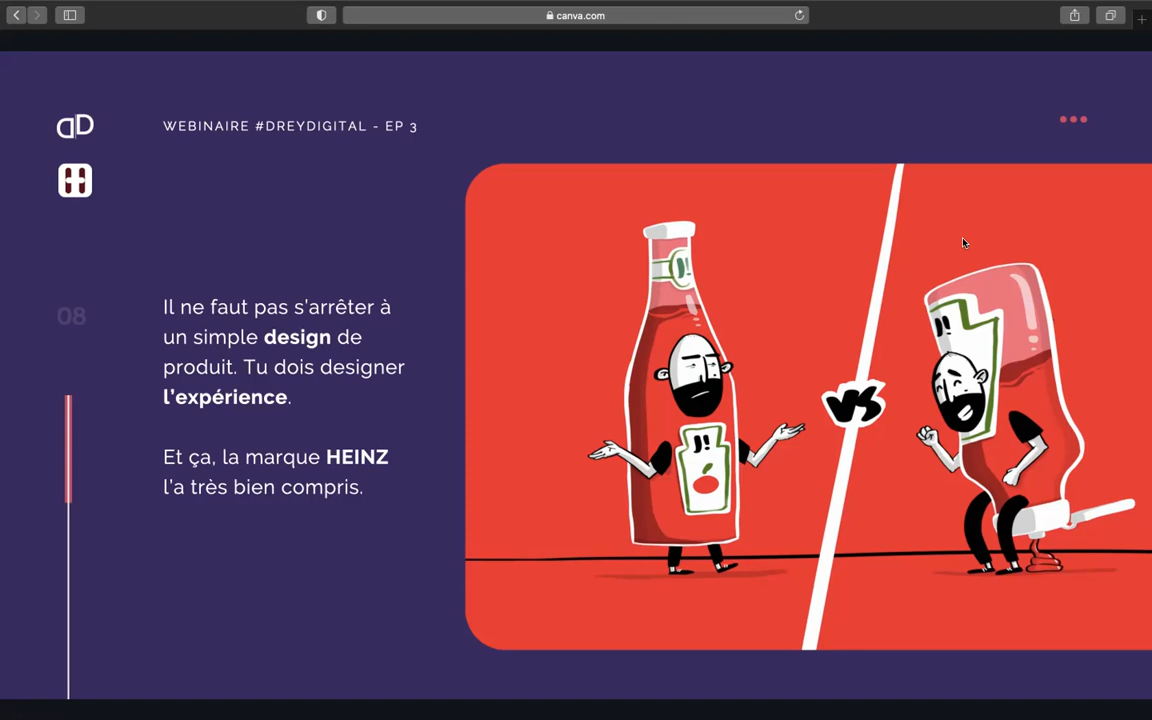 canva.com
DD
WEBINAIRE #DREYDIGITAL - EP 3
H
08
Il ne faut pas s’arrêter à
un simple design de
produit. Tu dois designer
l’expérience.
Et ça, la marque HEINZ
l’a très bien compris.
J!
J!
VS
J!